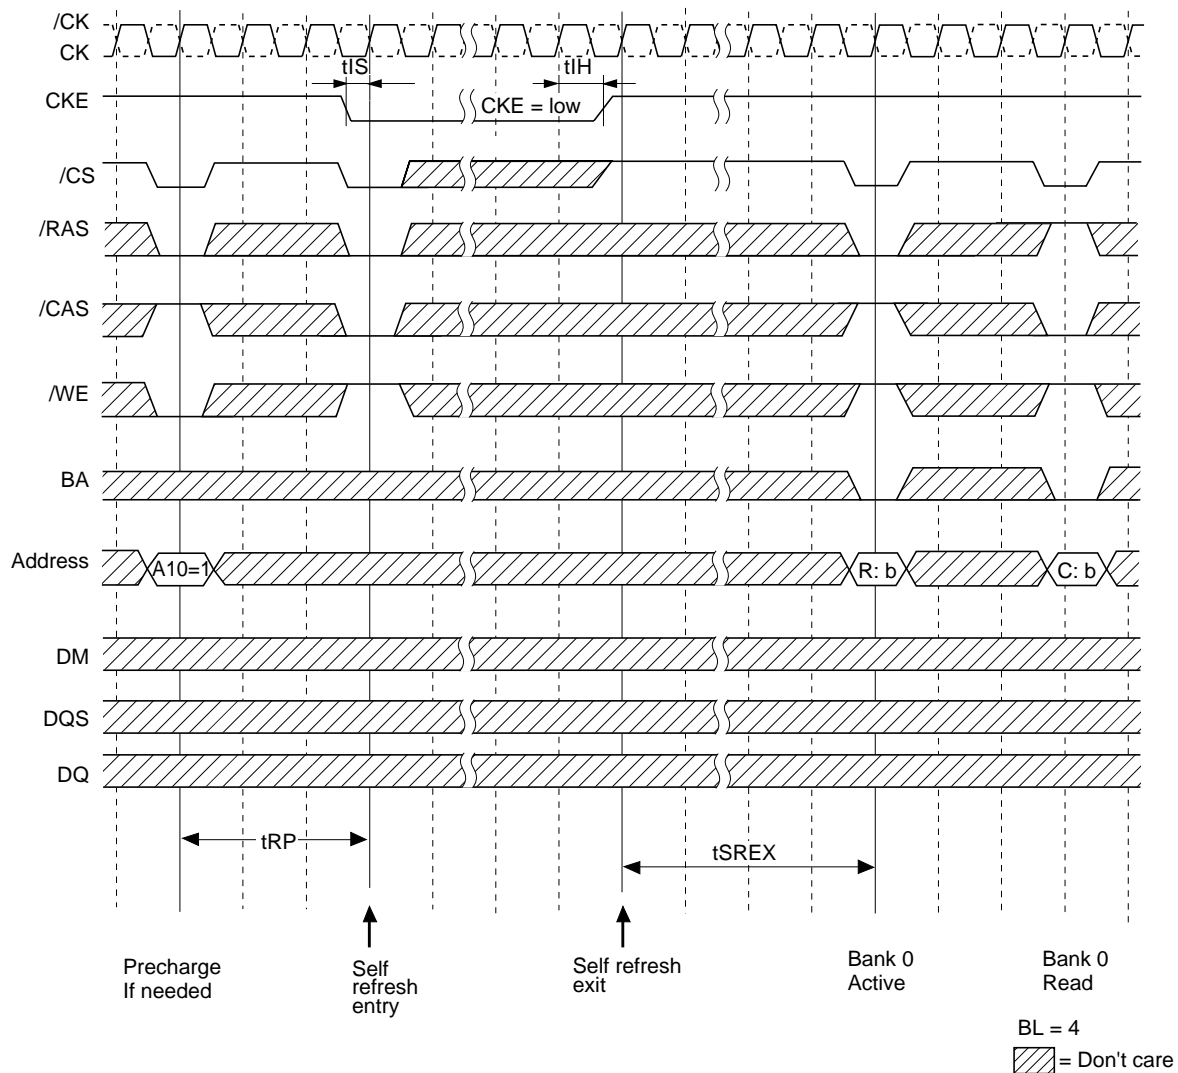 /CK
CK
tIS
tIH
CKE
CKE = low
/CS
/RAS
/CAS
/WE
BA
Address
A10=1
R: b
C: b
DM
DQS
DQ
tRP
tSREX
Precharge
If needed
Self
refresh
entry
Self refresh
exit
Bank 0
Active
Bank 0
Read
BL = 4
= Don't care